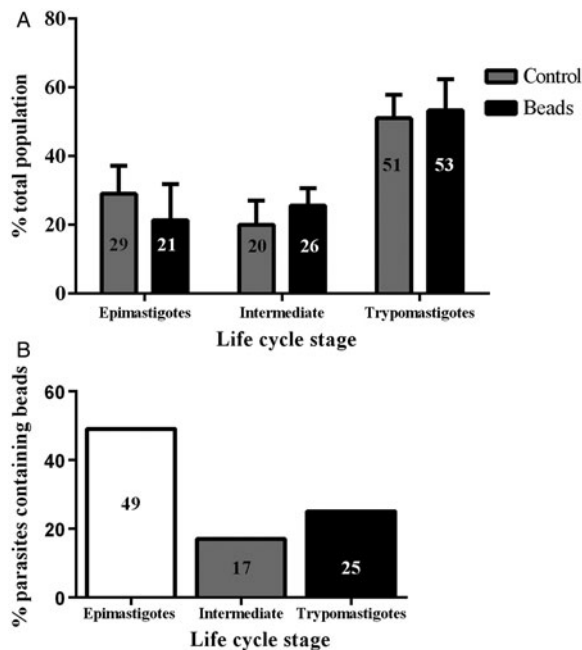 A
% total population
80
60
40
20
0
Control
Beads
29
21
20
26
51
53
Epimastigotes
Intermediate
Trypomastigotes
Life cycle stage
B
% parasites containing beads
60
40
20
0
49
17
25
Epimastigotes
Intermediate
Trypomastigotes
Life cycle stage